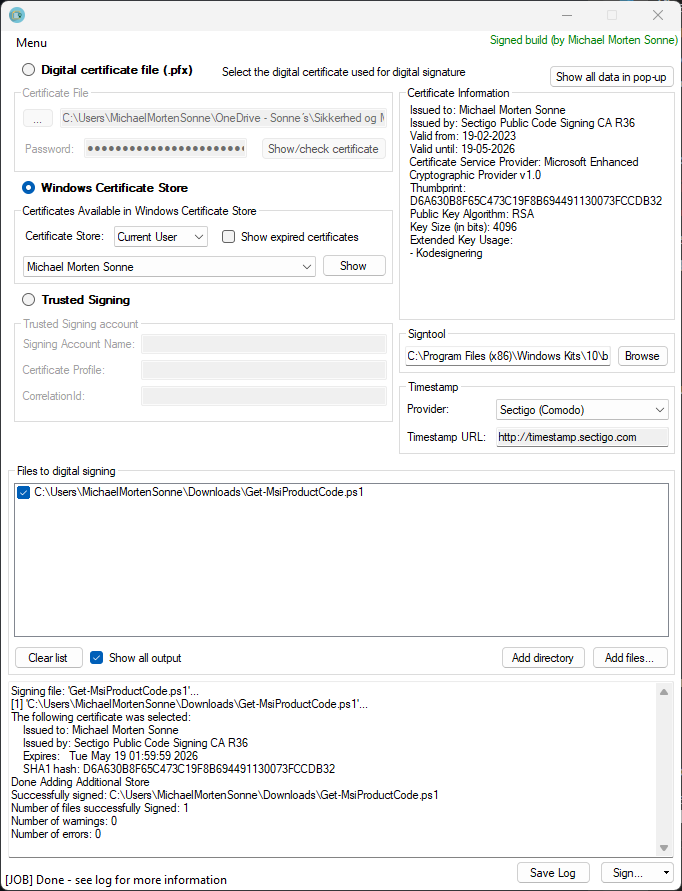 Menu
Signed build (by Michael Morten Sonne)
Digital certificate file (.pfx)
Select the digital certificate used for digital signature
Show all data in pop-up
Certificate File
...
C:\Users\MichaelMortenSonne\OneDrive - Sonne´s\Sikkerhed og M
Password:
●●●●●●●●●●●●●●●●●●●●●●●
Show/check certificate
Windows Certificate Store
Certificates Available in Windows Certificate Store
Certificate Store:
Current User
Show expired certificates
Michael Morten Sonne
Show
Trusted Signing
Trusted Signing account
Signing Account Name:
Certificate Profile:
CorrelationId:
Certificate Information
Issued to: Michael Morten Sonne
Issued by: Sectigo Public Code Signing CA R36
Valid from: 19-02-2023
Valid until: 19-05-2026
Certificate Service Provider: Microsoft Enhanced
Cryptographic Provider v1.0
Thumbprint:
D6A630B8F65C473C19F8B694491130073FCCDB32
Public Key Algorithm: RSA
Key Size (in bits): 4096
Extended Key Usage:
- Kodesignering
Signtool
C:\Program Files (x86)\Windows Kits\10\b
Browse
Timestamp
Provider:
Sectigo (Comodo)
Timestamp URL:
http://timestamp.sectigo.com
Files to digital signing
C:\Users\MichaelMortenSonne\Downloads\Get-MsiProductCode.ps1
Clear list
Show all output
Add directory
Add files...
Signing file: 'Get-MsiProductCode.ps1'...
[1] 'C:\Users\MichaelMortenSonne\Downloads\Get-MsiProductCode.ps1'...
The following certificate was selected:
Issued to: Michael Morten Sonne
Issued by: Sectigo Public Code Signing CA R36
Expires: Tue May 19 01:59:59 2026
SHA1 hash: D6A630B8F65C473C19F8B694491130073FCCDB32
Done Adding Additional Store
Successfully signed: C:\Users\MichaelMortenSonne\Downloads\Get-MsiProductCode.ps1
Number of files successfully Signed: 1
Number of warnings: 0
Number of errors: 0
[JOB] Done - see log for more information
Save Log
Sign...